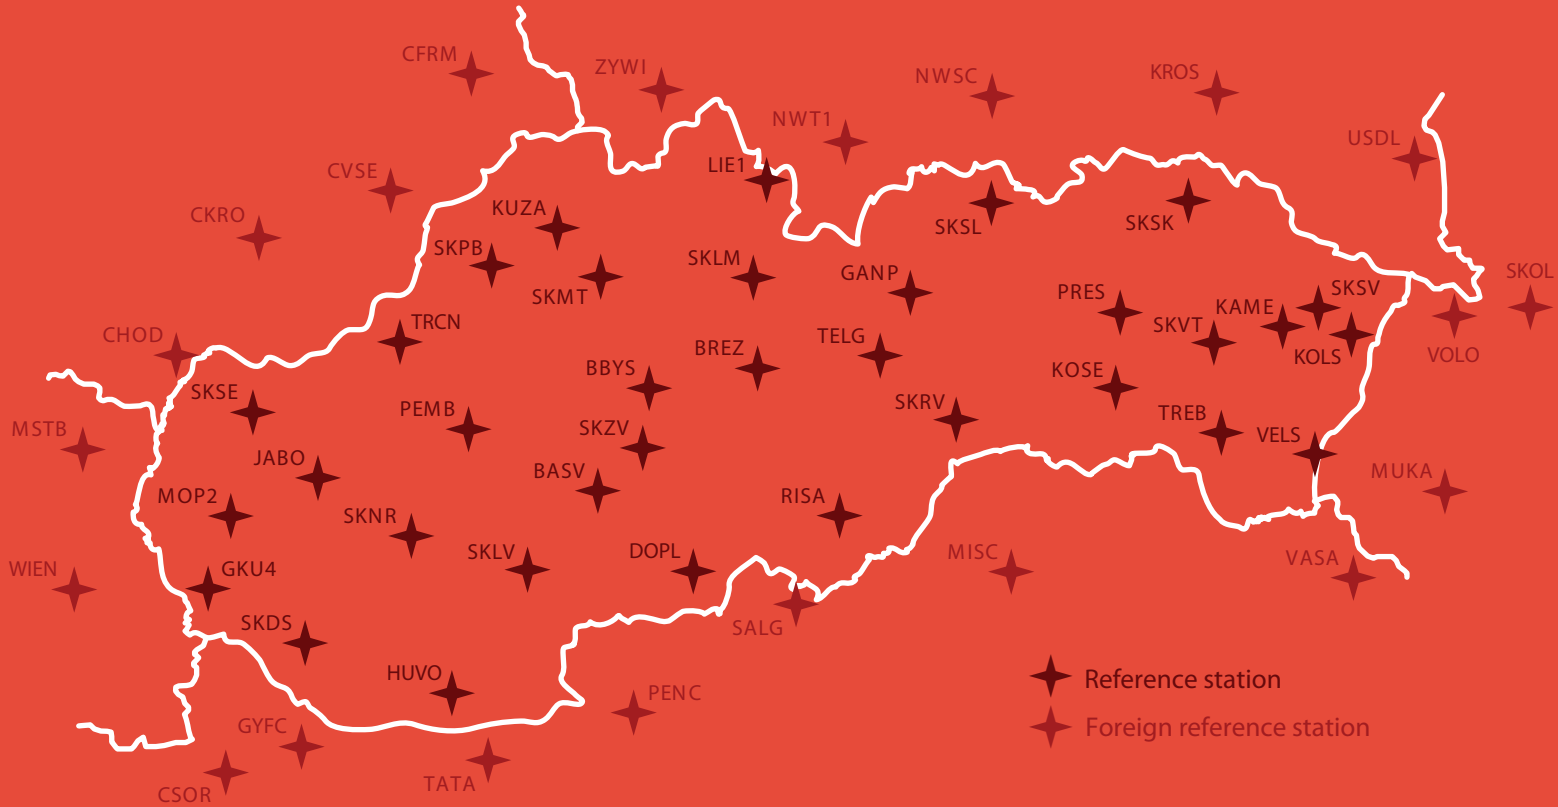 CFRM
ZYWI
NWSC
KROS
NWT1
USDL
LIE1
CVSE
KUZA
CKRO
SKSL
SKSK
SKPB
SKLM
GANP
SKOL
SKMT
PRES
SKSV
KAME
TRCN
SKVT
CHOD
TELG
BREZ
KOLS
VOLO
BBYS
KOSE
SKSE
SKRV
PEMB
TREB
MSTB
SKZV
VELS
JABO
BASV
MUKA
MOP2
RISA
SKNR
SKLV
DOPL
MISC
VASA
WIEN
GKU4
SKDS
SALG
HUVO
Reference station
PENC
GYFC
Foreign reference station
TATA
CSOR